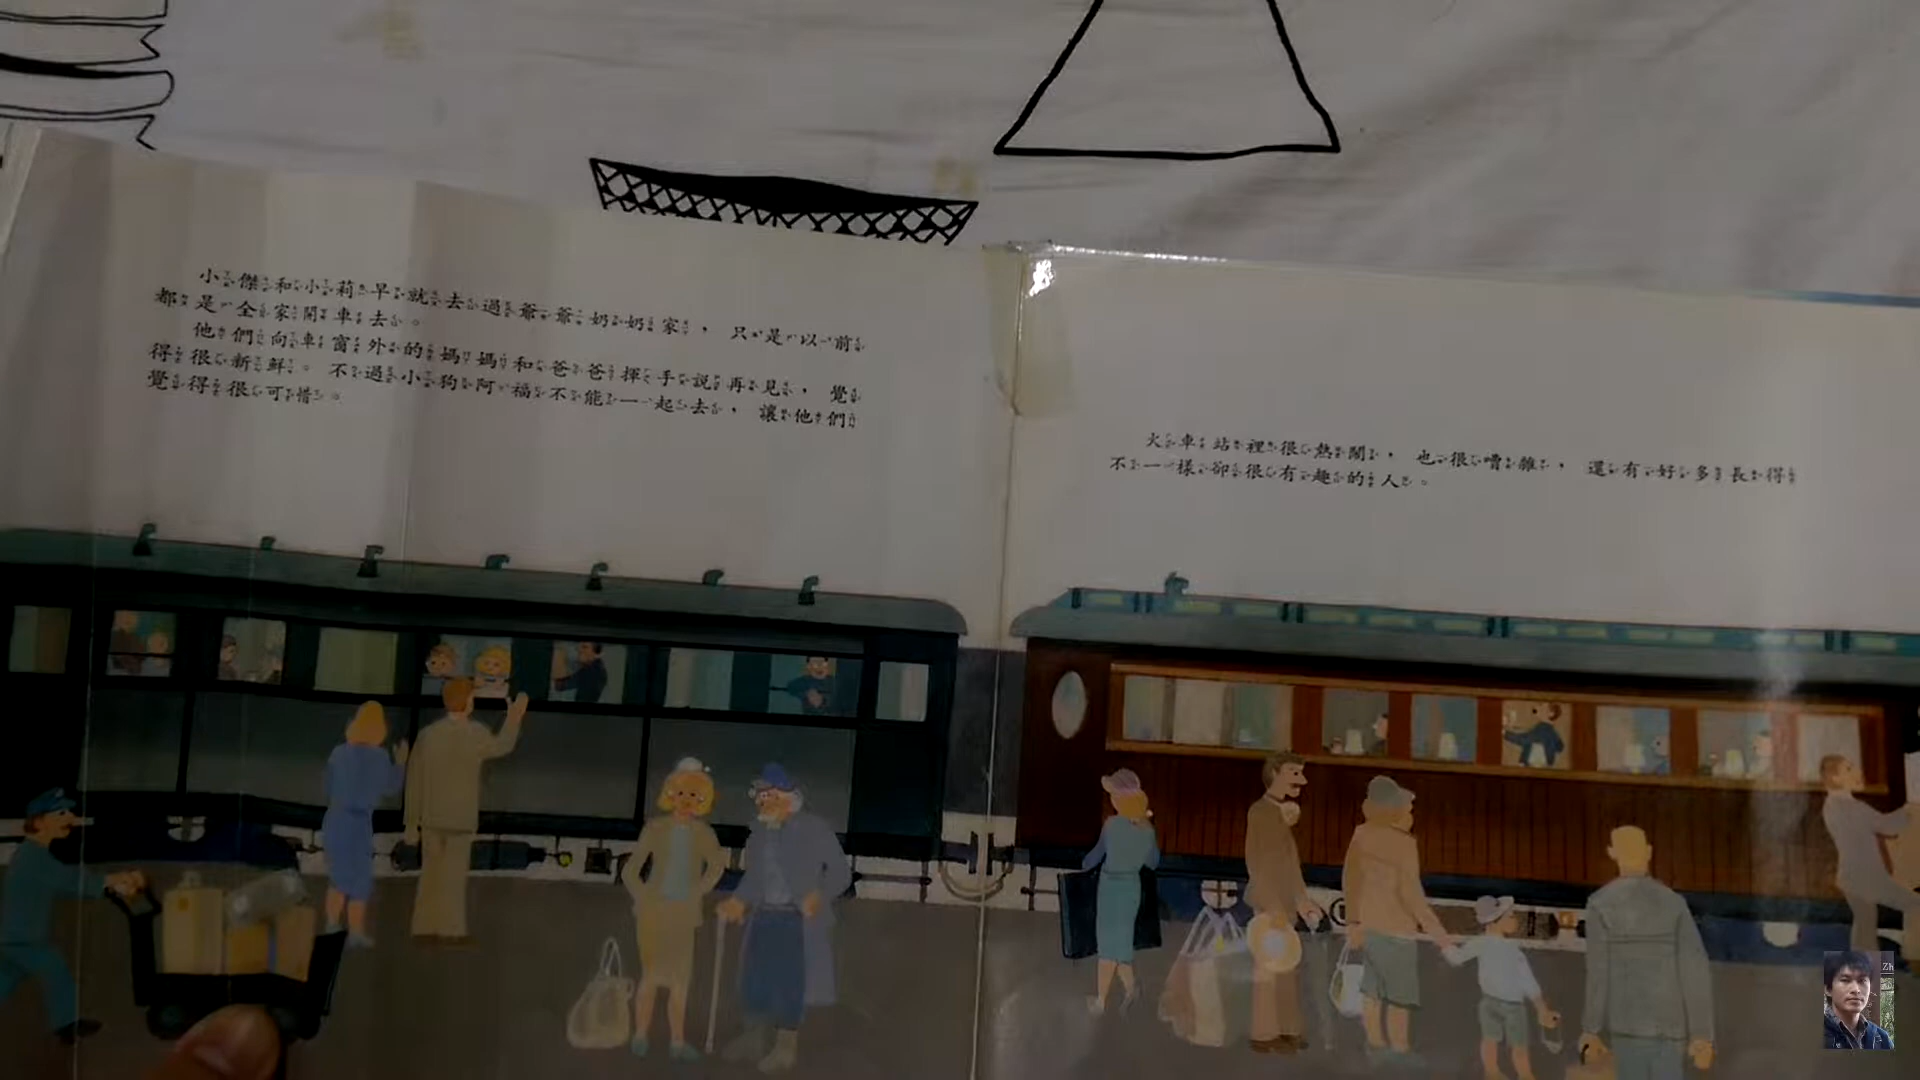 小傑和小莉早就去過爺爺奶奶家，只是以前
都是全家開車去。
他們向車窗外的媽媽和爸爸揮手說再見，覺
得很新鮮。不過小狗阿福不能一起去，讓他們
覺得很可惜。
火車站裡很熱鬧，也很嘈雜，還有好多長得
不一樣卻很有趣的人。
Zh